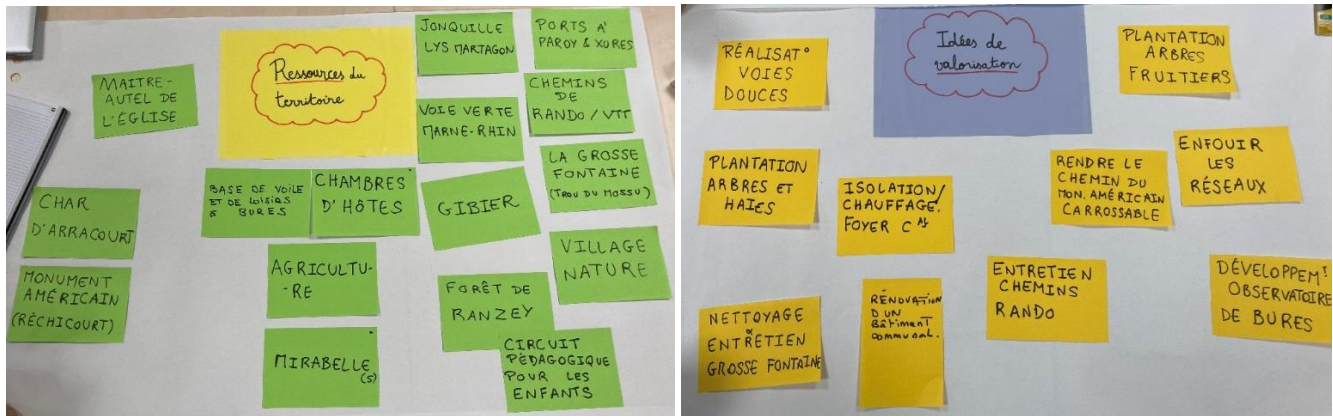 Ressources du
territoire
MAITRE-
AUTEL DE
L'ÉGLISE
JONQUILLE
LYS MARTAGON
PORTS A'
PAROY & XURES
VOIE VERTE
MARNE-RHIN
CHEMINS
DE
RANDO / VTT
LA GROSSE
FONTAINE
(TROU DU MOSSU)
CHAR
D'ARRACOURT
BASE DE VOILE
ET DE LOISIRS
à BURES
CHAMBRES
D'HÔTES
GIBIER
VILLAGE
NATURE
MONUMENT
AMÉRICAIN
(RÉCHICOURT)
AGRICULTU-
-RE
FORÊT DE
RANZEY
MIRABELLE
(S)
CIRCUIT
PÉDAGOGIQUE
POUR LES
ENFANTS
Idées de
valorisation
RÉALISAT°
VOIES
DOUCES
PLANTATION
ARBRES
FRUITIERS
PLANTATION
ARBRES ET
HAIES
ISOLATION/
CHAUFFAGE.
FOYER CAL
RENDRE LE
CHEMIN DU
MON. AMÉRICAIN
CARROSSABLE
ENFOUIR
LES
RÉSEAUX
NETTOYAGE
&
ENTRETIEN
GROSSE FONTAINE
RÉNOVATION
D'UN
Bâtiment
communal.
ENTRETIEN
CHEMINS
RANDO
DÉVELOPPEMT
OBSERVATOIRE
DE BURES